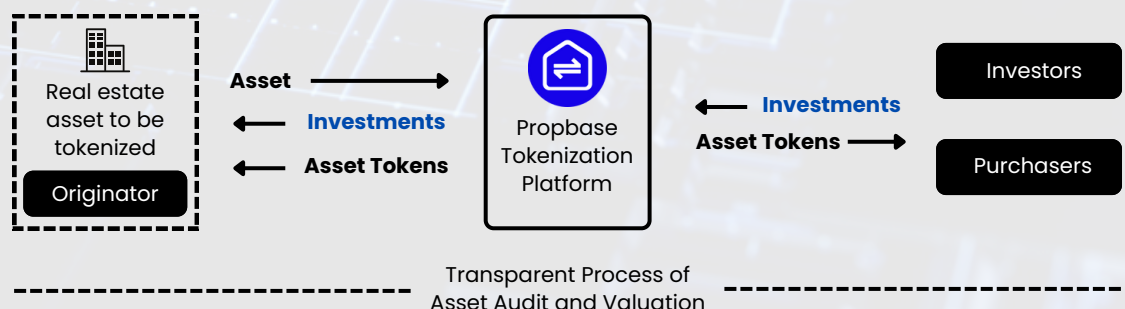 Real estate
asset to be
tokenized
Originator
Asset
Investments
Asset Tokens
Propbase
Tokenization
Platform
Investments
Asset Tokens
Investors
Purchasers
Transparent Process of
Asset Audit and Valuation